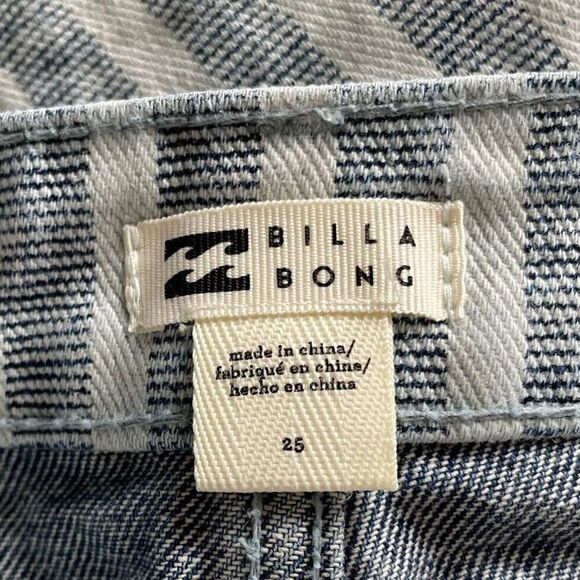 BILLA
BONG
made in china/
fabriqué en chine/
hecho en china
25